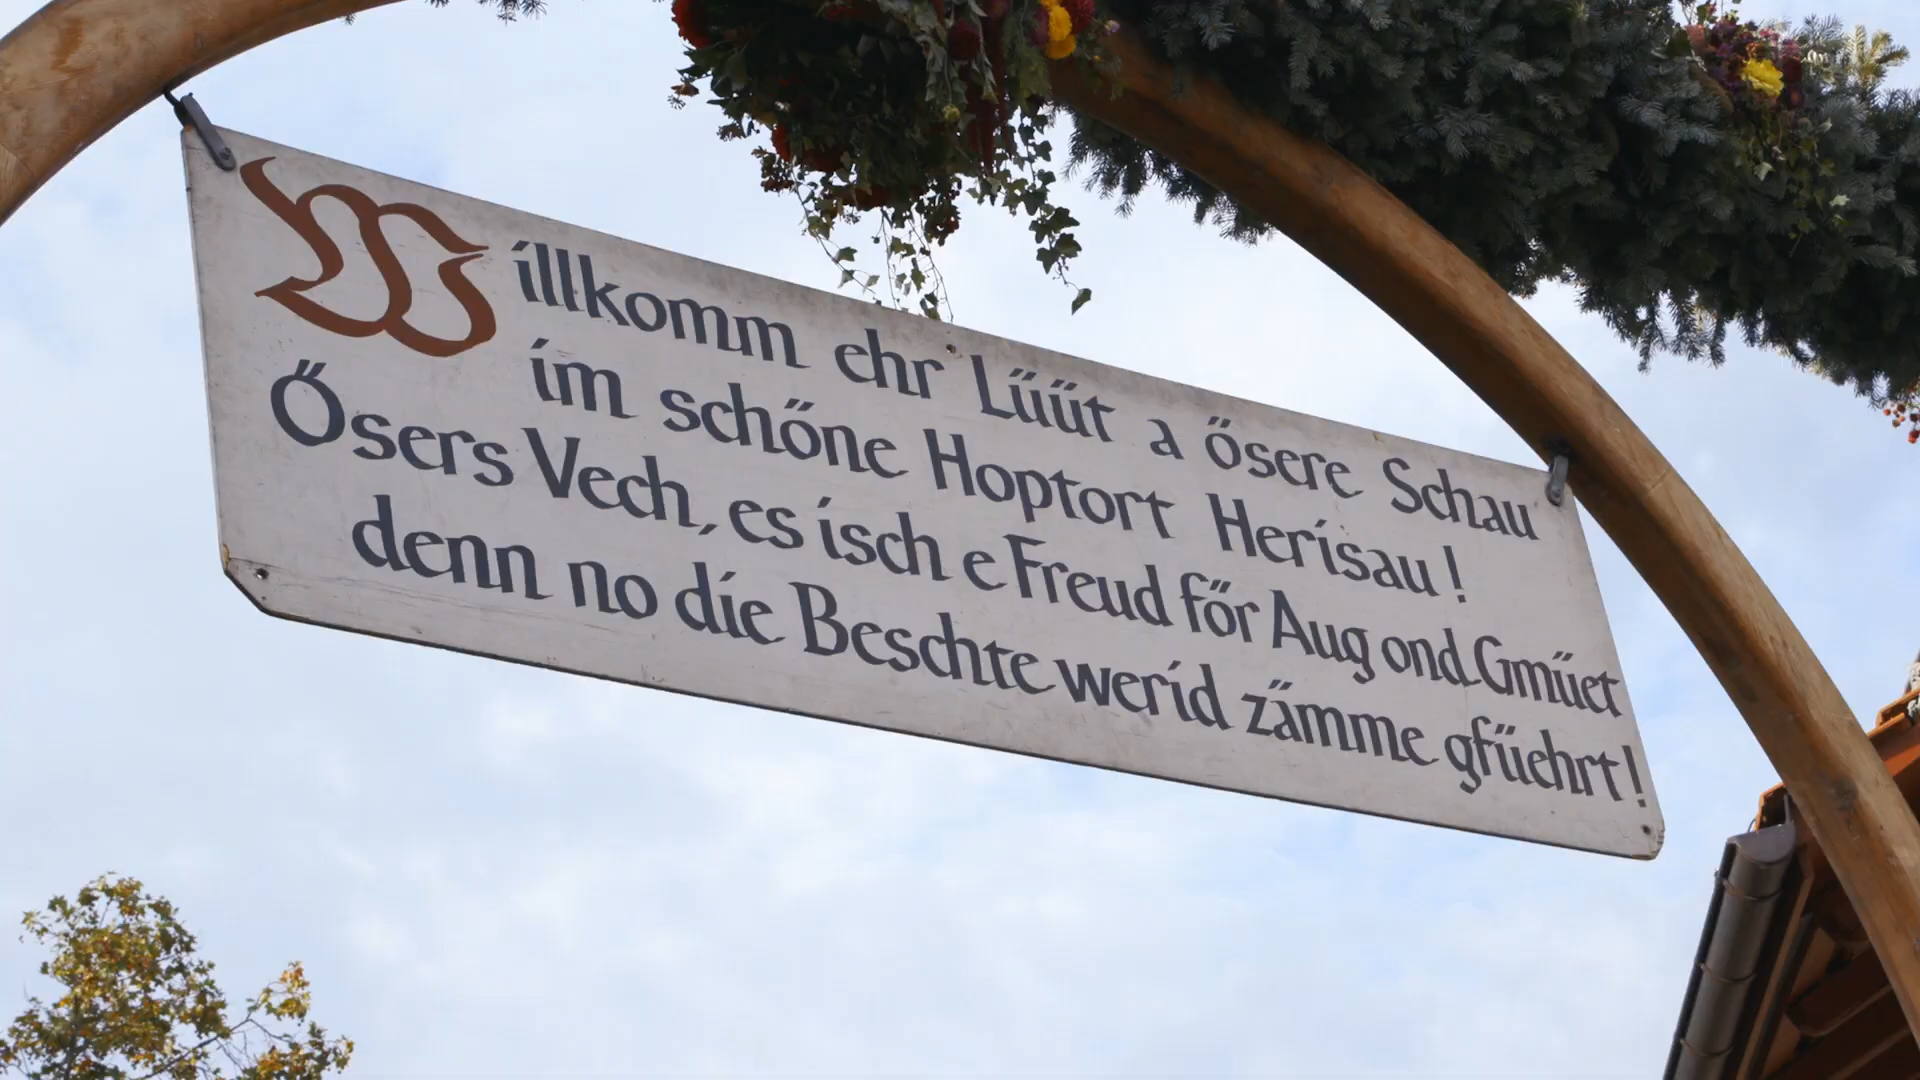 Willkomm ehr Lüüt a ösere Schau
im schöne Hoptort Herisau!
Ösers Vech, es isch e Freud för Aug ond Gmüet
denn no die Beschte werid zämme gfüehrt!